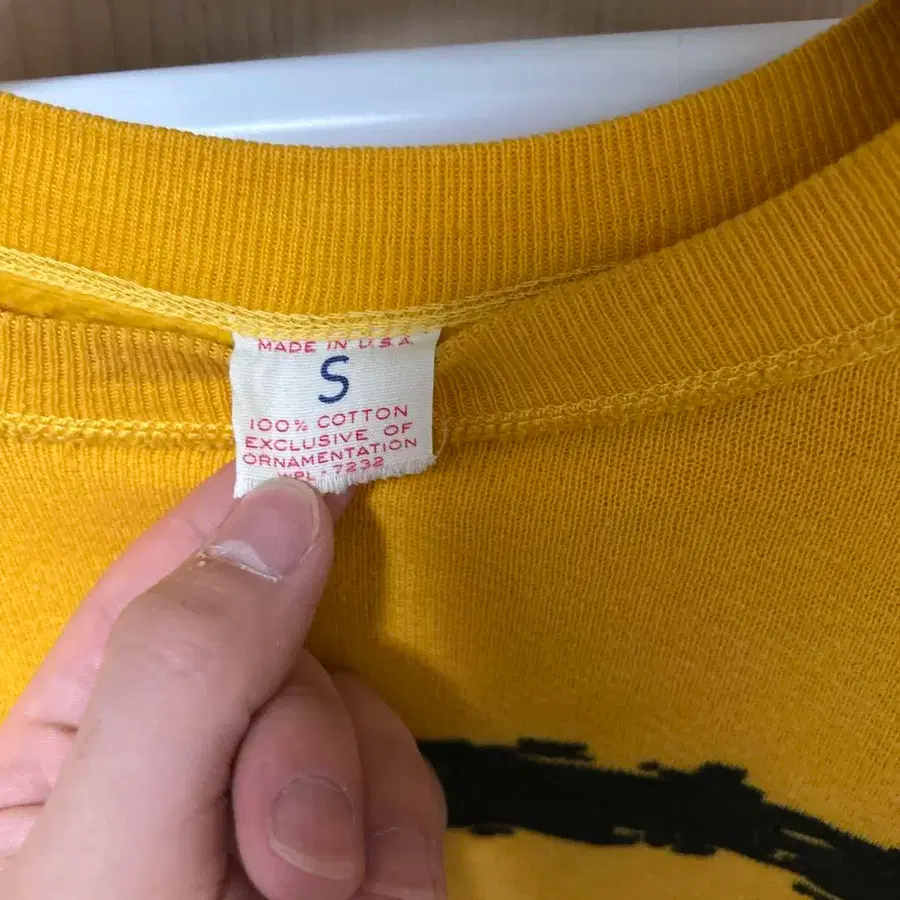 MADE IN U.S.A.
S
100% COTTON
EXCLUSIVE OF
ORNAMENTATION
WPL-7232